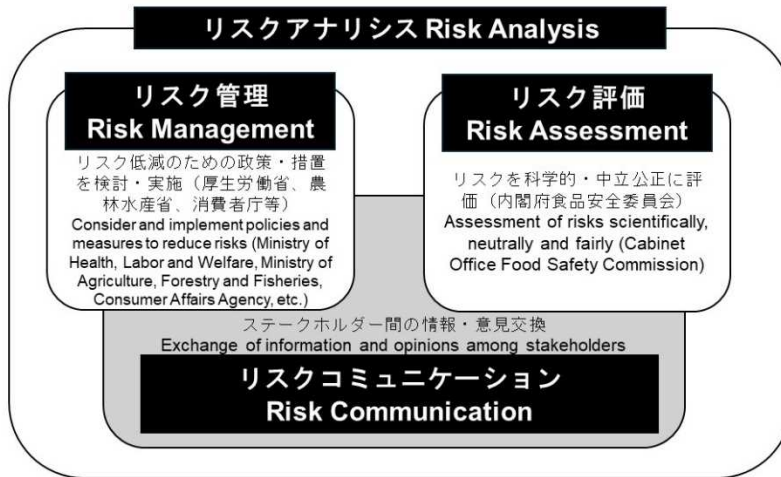 リスクアナリシス Risk Analysis
リスク管理
Risk Management
リスク低減のための政策・措置
を検討・実施（厚生労働省、農
林水産省、消費者庁等）
Consider and implement policies and
measures to reduce risks (Ministry of
Health, Labor and Welfare, Ministry of
Agriculture, Forestry and Fisheries,
Consumer Affairs Agency, etc.)
リスク評価
Risk Assessment
リスクを科学的・中立公正に評
価（内閣府食品安全委員会）
Assessment of risks scientifically,
neutrally and fairly (Cabinet
Office Food Safety Commission)
ステークホルダー間の情報・意見交換
Exchange of information and opinions among stakeholders
リスクコミュニケーション
Risk Communication